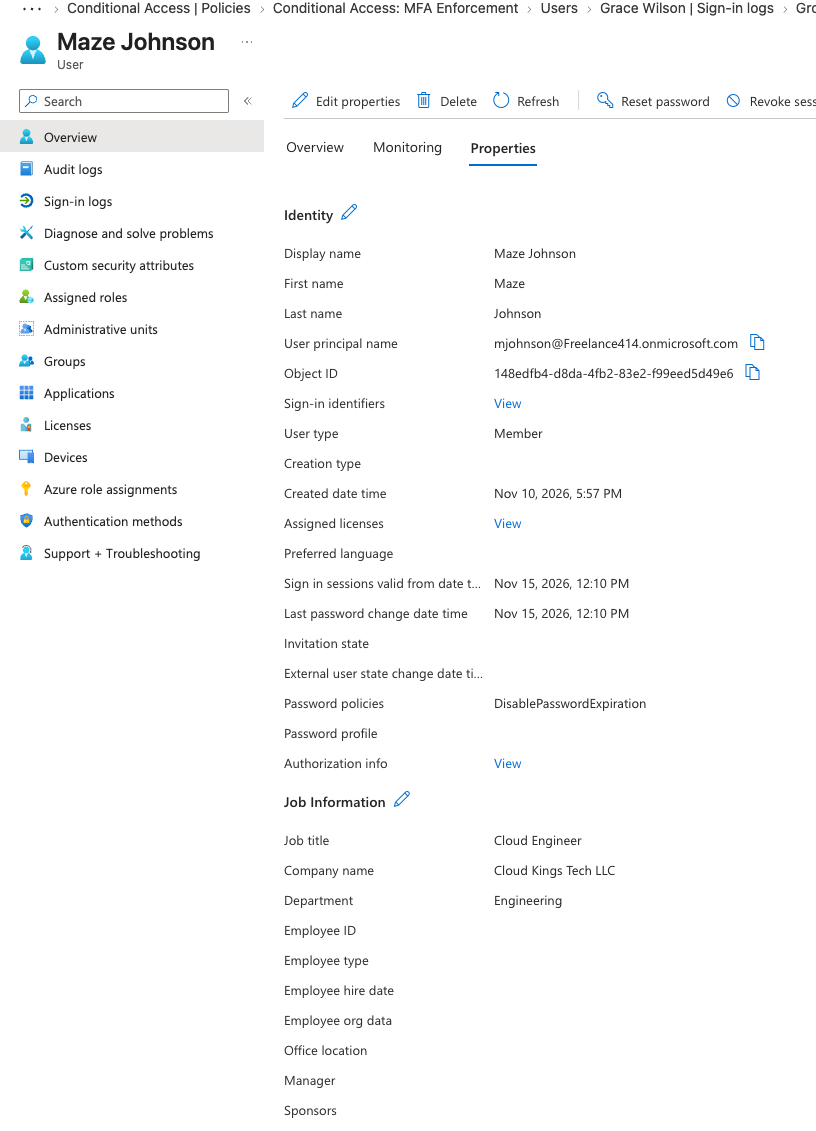 ··· > Conditional Access | Policies > Conditional Access: MFA Enforcement > Users > Grace Wilson | Sign-in logs > Gro
Maze Johnson ...
User
Search «
Overview
Audit logs
Sign-in logs
Diagnose and solve problems
Custom security attributes
Assigned roles
Administrative units
Groups
Applications
Licenses
Devices
Azure role assignments
Authentication methods
Support + Troubleshooting
Edit properties Delete Refresh Reset password Revoke sess
Overview Monitoring Properties
Identity
Display name Maze Johnson
First name Maze
Last name Johnson
User principal name mjohnson@Freelance414.onmicrosoft.com
Object ID 148edfb4-d8da-4fb2-83e2-f99eed5d49e6
Sign-in identifiers View
User type Member
Creation type
Created date time Nov 10, 2026, 5:57 PM
Assigned licenses View
Preferred language
Sign in sessions valid from date t... Nov 15, 2026, 12:10 PM
Last password change date time Nov 15, 2026, 12:10 PM
Invitation state
External user state change date ti...
Password policies DisablePasswordExpiration
Password profile
Authorization info View
Job Information
Job title Cloud Engineer
Company name Cloud Kings Tech LLC
Department Engineering
Employee ID
Employee type
Employee hire date
Employee org data
Office location
Manager
Sponsors